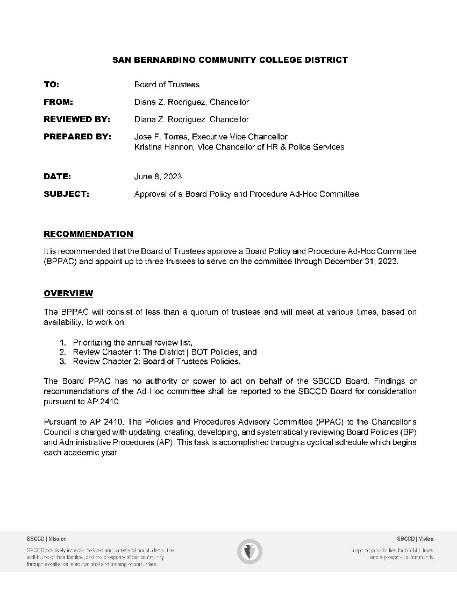 SAN BERNARDINO COMMUNITY COLLEGE DISTRICT
TO: Board of Trustees
FROM: Diana Z. Rodriguez, Chancellor
REVIEWED BY: Diana Z. Rodriguez, Chancellor
PREPARED BY: Jose F. Torres, Executive Vice Chancellor
Kristina Hannon, Vice Chancellor of HR & Police Services
DATE: June 8, 2023
SUBJECT: Approval of a Board Policy and Procedure Ad-Hoc Committee
RECOMMENDATION
It is recommended that the Board of Trustees approve a Board Policy and Procedure Ad-Hoc Committee
(BPPAC) and appoint up to three trustees to serve on the committee through December 31, 2023.
OVERVIEW
The BPPAC will consist of less than a quorum of trustees and will meet at various times, based on
availability, to work on:
1. Prioritizing the annual review list,
2. Review Chapter 1: The District | BOT Policies, and
3. Review Chapter 2: Board of Trustees Policies.
The Board PPAC has no authority or power to act on behalf of the SBCCD Board. Findings or
recommendations of the Ad-Hoc committee shall be reported to the SBCCD Board for consideration
pursuant to AP 2410.
Pursuant to AP 2410, The Policies and Procedures Advisory Committee (PPAC) to the Chancellor's
Council is charged with updating, creating, developing, and systematically reviewing Board Policies (BP)
and Administrative Procedures (AP). This task is accomplished through a cyclical schedule which begins
each academic year.
SBCCD | Mission
SBCCD | Vision